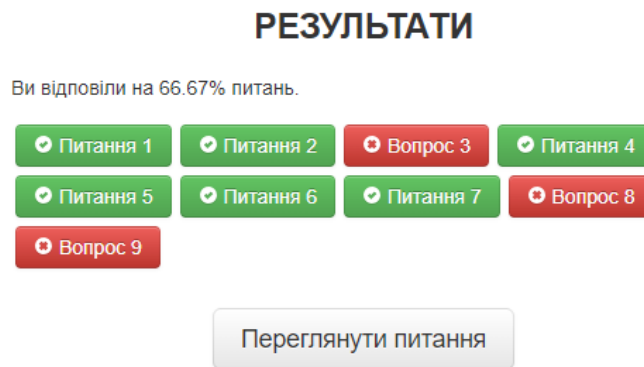 РЕЗУЛЬТАТИ
Ви відповіли на 66.67% питань.
Питання 1 Питання 2 Вопрос 3 Питання 4
Питання 5 Питання 6 Питання 7 Вопрос 8
Вопрос 9
Переглянути питання